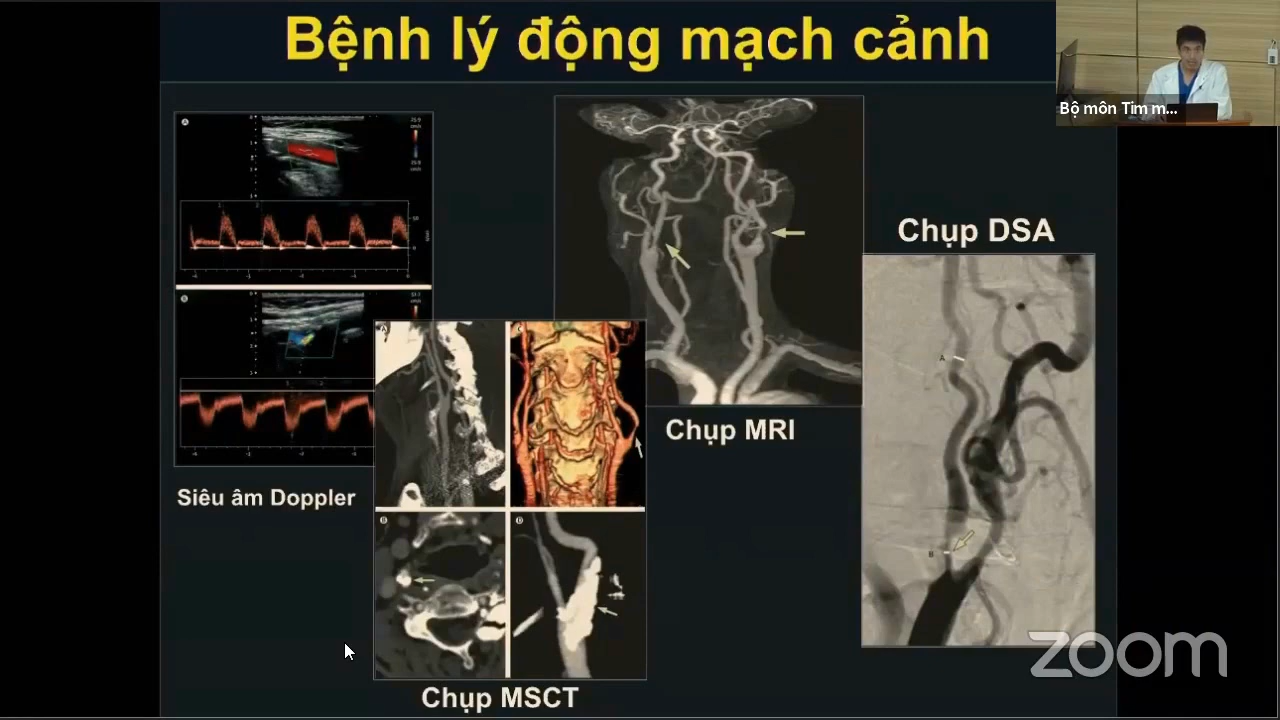 Bệnh lý động mạch cảnh
Bộ môn Tim m...
Chụp DSA
A
B
Chụp MRI
Siêu âm Doppler
Chụp MSCT
zoom